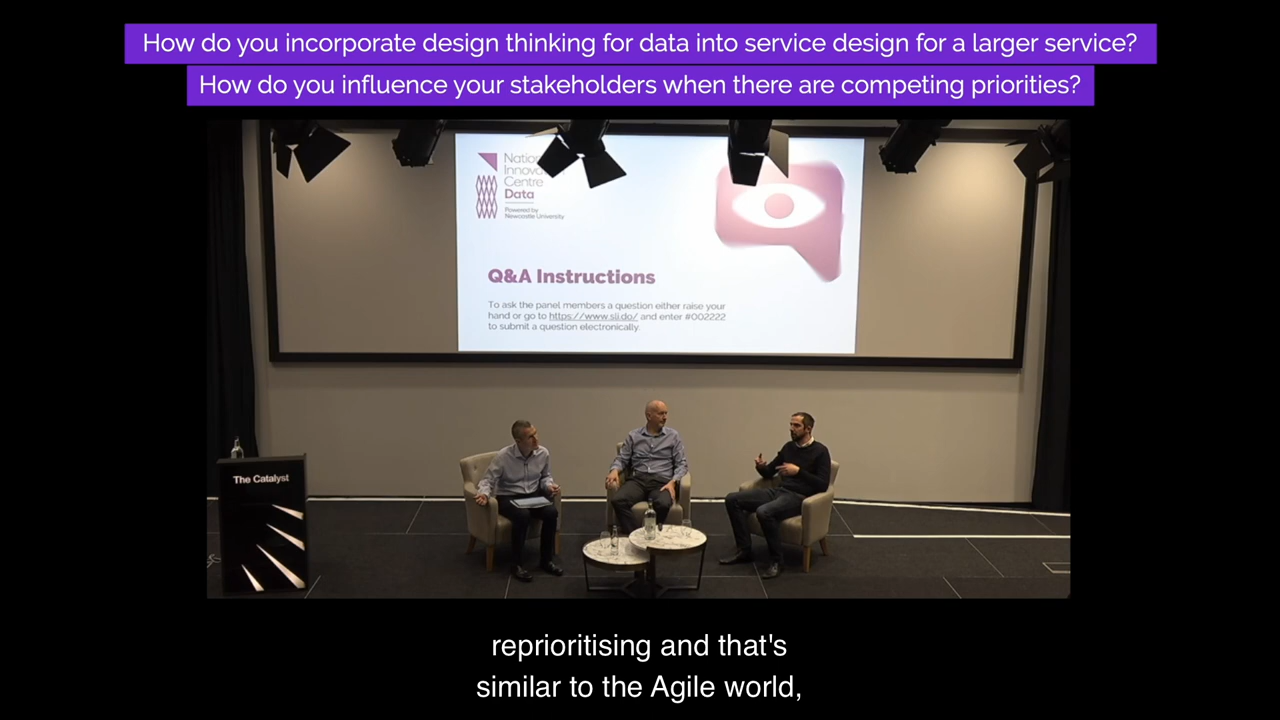 How do you incorporate design thinking for data into service design for a larger service?
How do you influence your stakeholders when there are competing priorities?
Nation
Innova
Centre
Data
Powered by
Newcastle University
Q&A Instructions
To ask the panel members a question either raise your
hand or go to https://www.sli.do/ and enter #002222
to submit a question electronically.
The Catalyst
reprioritising and that's
similar to the Agile world,